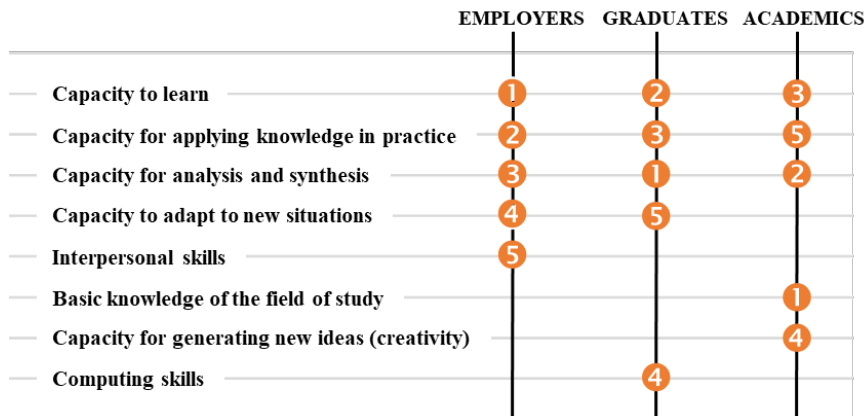 EMPLOYERS GRADUATES ACADEMICS
Capacity to learn 1 2 3
Capacity for applying knowledge in practice 2 3 5
Capacity for analysis and synthesis 3 1 2
Capacity to adapt to new situations 4 5
Interpersonal skills 5
Basic knowledge of the field of study 1
Capacity for generating new ideas (creativity) 4
Computing skills 4